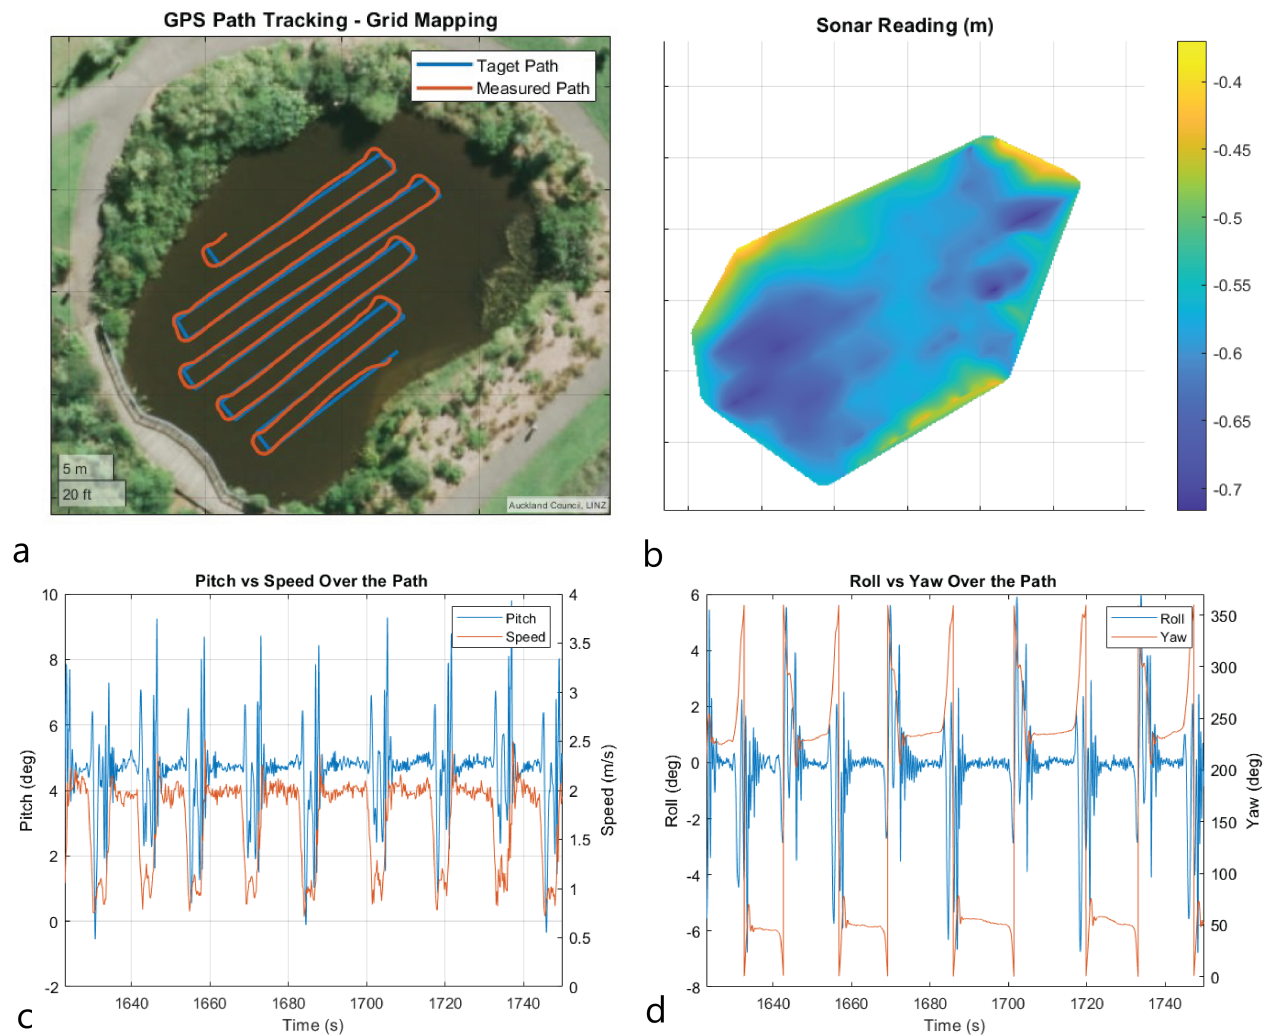 GPS Path Tracking - Grid Mapping
Taget Path
Measured Path
5 m
20 ft
Auckland Council, LINZ
a
Sonar Reading (m)
-0.4
-0.45
-0.5
-0.55
-0.6
-0.65
-0.7
b
Pitch vs Speed Over the Path
Pitch
Speed
10
8
6
4
2
0
-2
Pitch (deg)
4
3.5
3
2.5
2
1.5
1
0.5
0
Speed (m/s)
1640 1660 1680 1700 1720 1740
Time (s)
c
Roll vs Yaw Over the Path
Roll
Yaw
6
4
2
0
-2
-4
-6
-8
Roll (deg)
350
300
250
200
150
100
50
0
Yaw (deg)
1640 1660 1680 1700 1720 1740
Time (s)
d